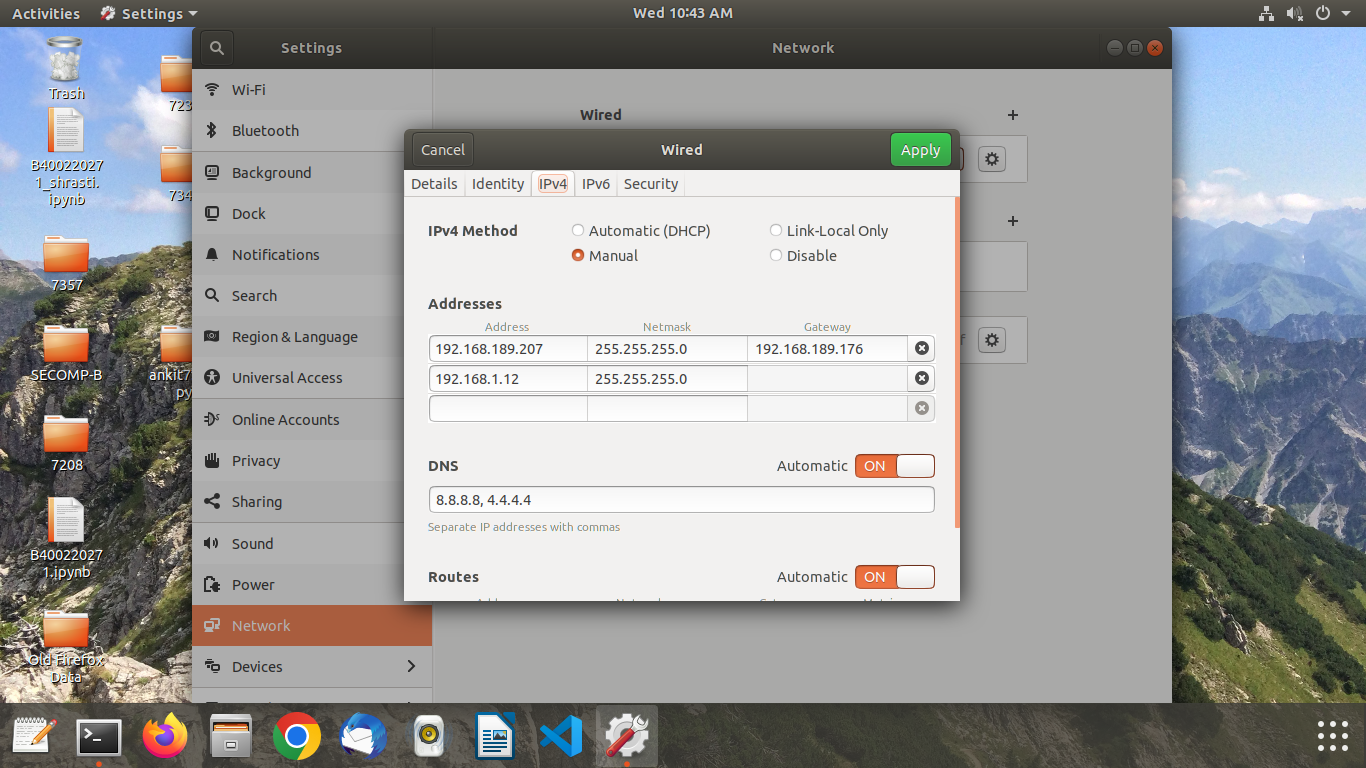 Activities Settings Wed 10:43 AM
Settings Network
Trash
B40022027
1_shrasti.
ipynb
7357
SECOMP-B
7208
B40022027
1.ipynb
Old Firefox
Data
723
734
ankit7
py
Wi-Fi
Bluetooth
Background
Dock
Notifications
Search
Region & Language
Universal Access
Online Accounts
Privacy
Sharing
Sound
Power
Network
Devices
Wired
Cancel Wired Apply
Details Identity IPv4 IPv6 Security
IPv4 Method Automatic (DHCP) Link-Local Only
Manual Disable
Addresses
Address Netmask Gateway
192.168.189.207 255.255.255.0 192.168.189.176
192.168.1.12 255.255.255.0
DNS Automatic ON
8.8.8.8, 4.4.4.4
Separate IP addresses with commas
Routes Automatic ON